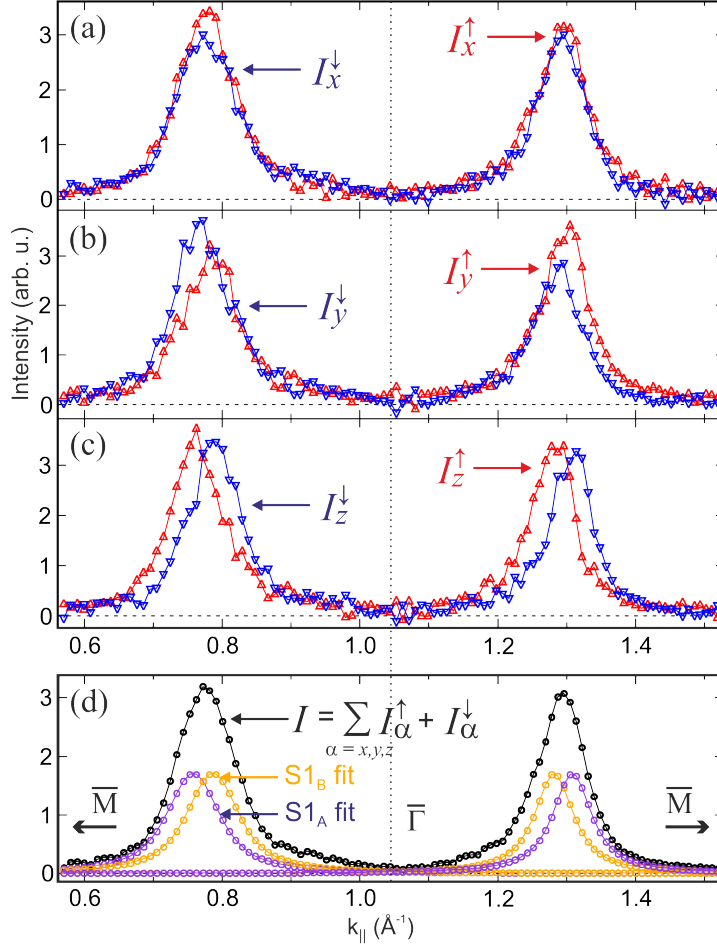 (a)
I_x^↓
I_x^↑
3
2
1
0
(b)
I_y^↓
I_y^↑
3
2
1
0
Intensity (arb. u.)
(c)
I_z^↓
I_z^↑
3
2
1
0
0.6 0.8 1.0 1.2 1.4
(d)
I = ∑ I_α^↑ + I_α^↓
α = x,y,z
S1_B fit
S1_A fit
M̅ Γ̅ M̅
3
2
1
0
0.6 0.8 1.0 1.2 1.4
k_|| (Å⁻¹)